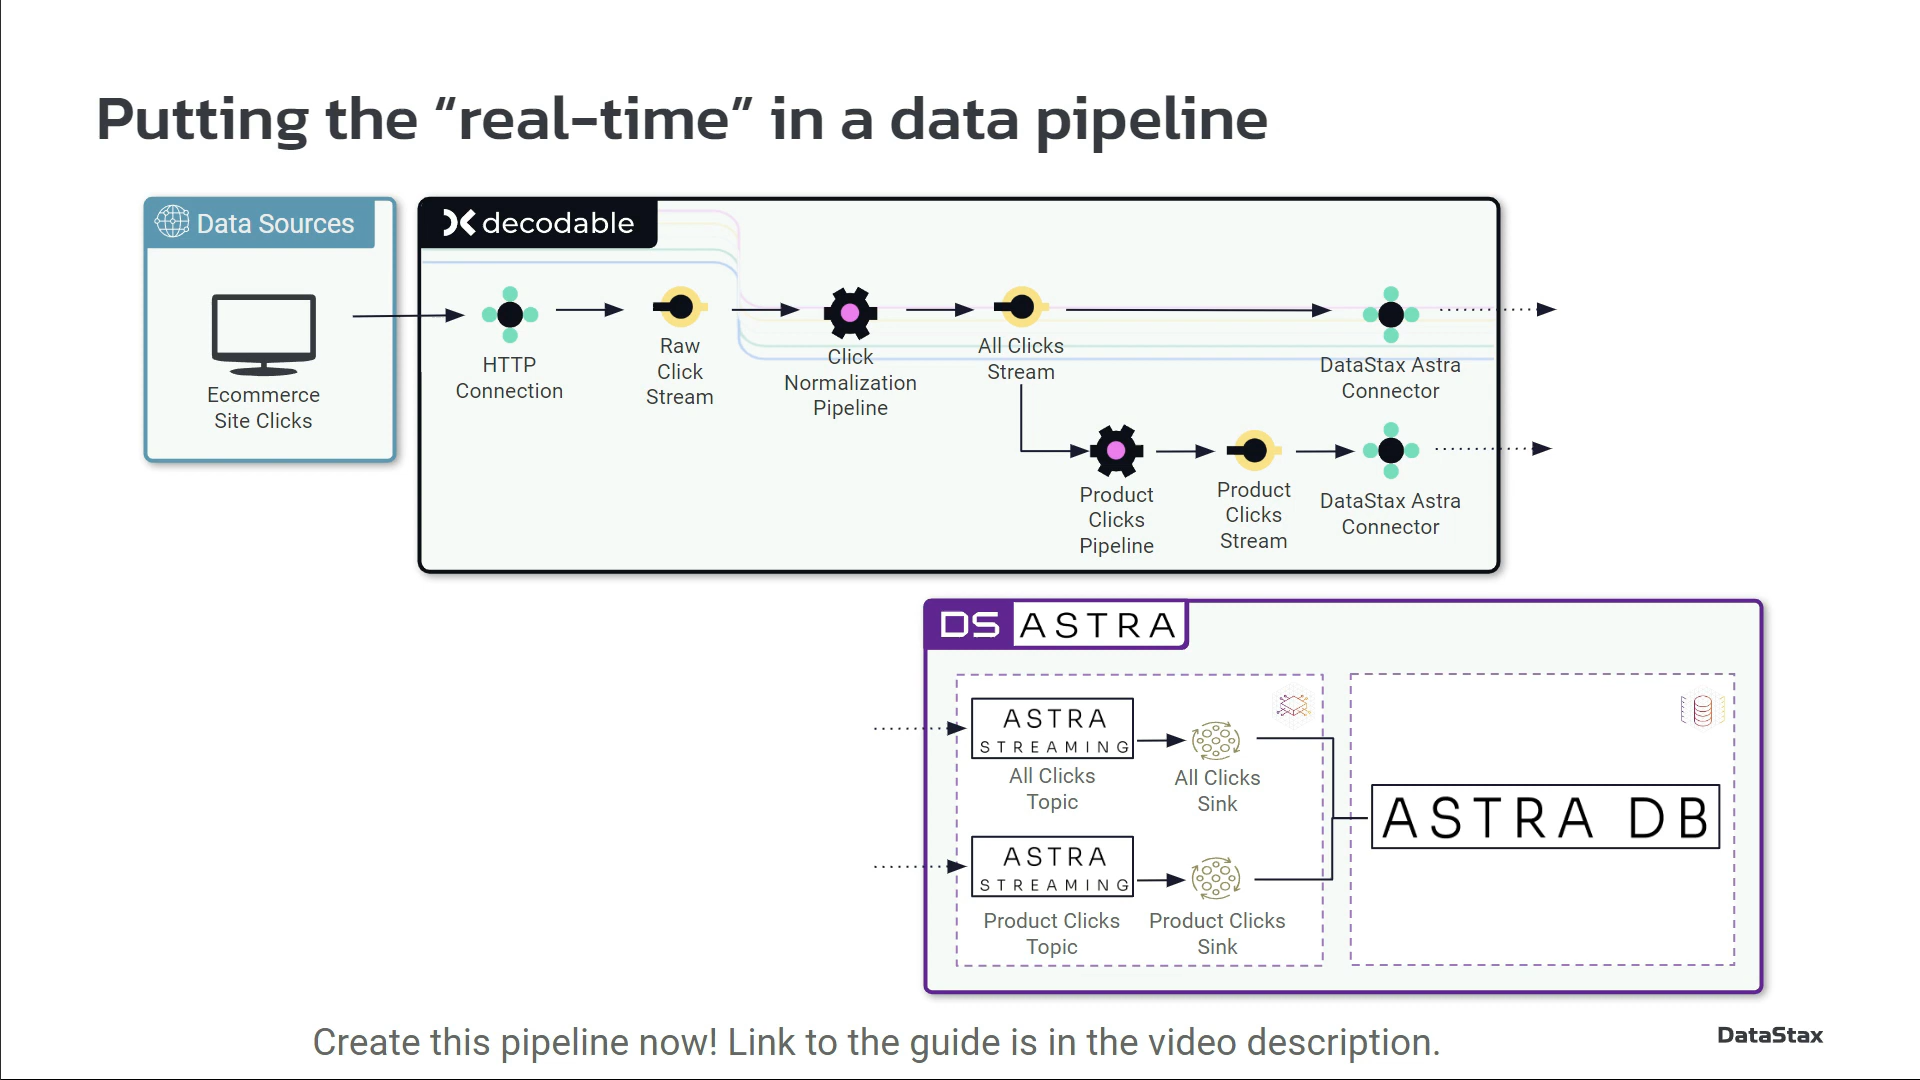 Putting the “real-time” in a data pipeline
Data Sources
Ecommerce
Site Clicks
decodable
HTTP
Connection
Raw
Click
Stream
Click
Normalization
Pipeline
All Clicks
Stream
DataStax Astra
Connector
Product
Clicks
Pipeline
Product
Clicks
Stream
DataStax Astra
Connector
DS ASTRA
ASTRA
STREAMING
All Clicks
Topic
All Clicks
Sink
ASTRA
STREAMING
Product Clicks
Topic
Product Clicks
Sink
ASTRA DB
Create this pipeline now! Link to the guide is in the video description.
DataStax